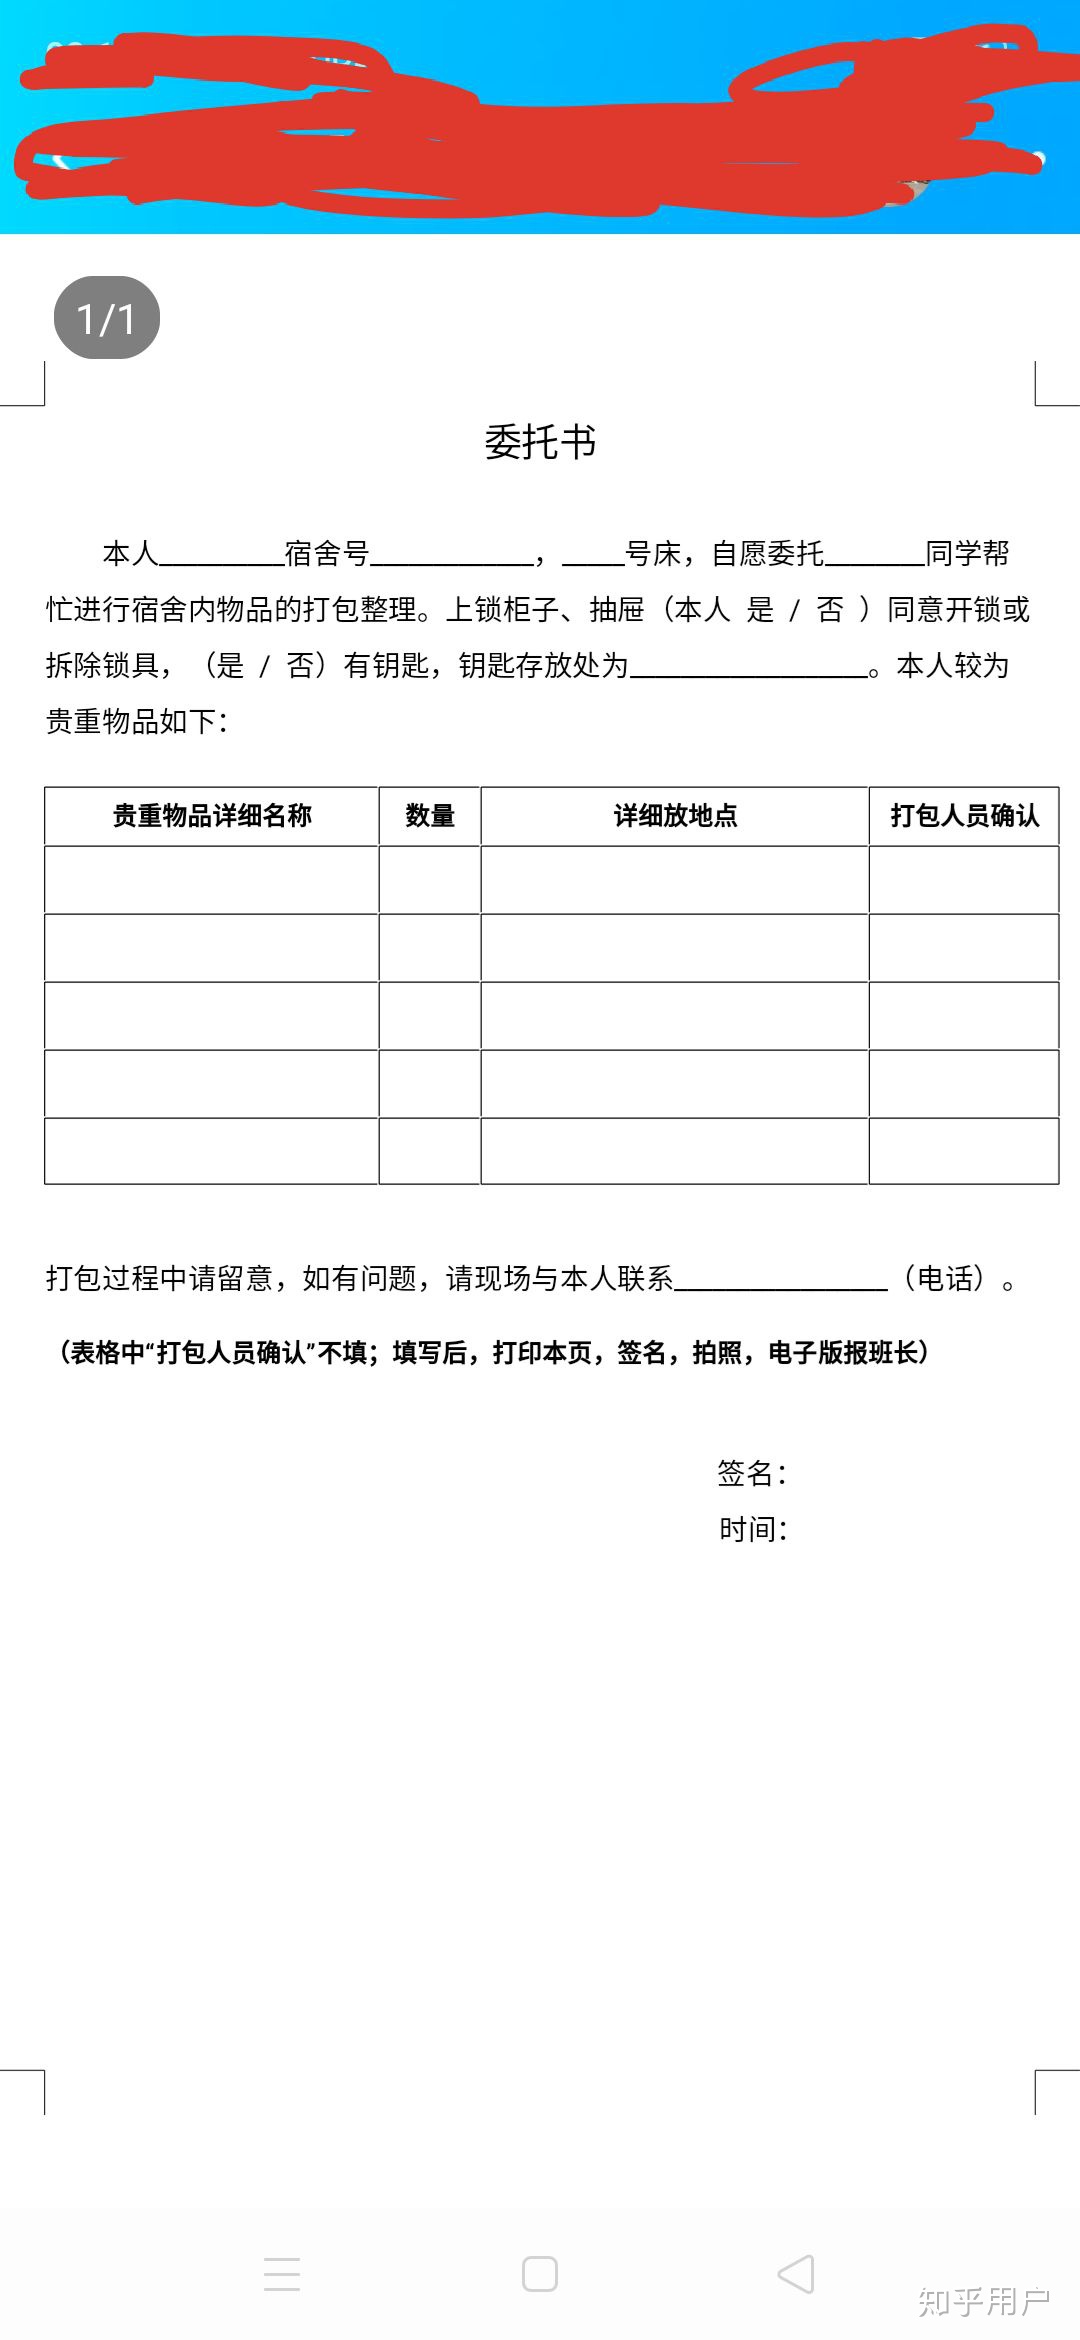 1/1
委托书
本人_________宿舍号____________，_____号床，自愿委托_______同学帮
忙进行宿舍内物品的打包整理。上锁柜子、抽屉（本人 是 / 否 ）同意开锁或
拆除锁具，（是 / 否）有钥匙，钥匙存放处为_________________。本人较为
贵重物品如下：
贵重物品详细名称 数量 详细放地点 打包人员确认
打包过程中请留意，如有问题，请现场与本人联系_______________（电话）。
（表格中“打包人员确认”不填；填写后，打印本页，签名，拍照，电子版报班长）
签名：
时间：
知乎用户